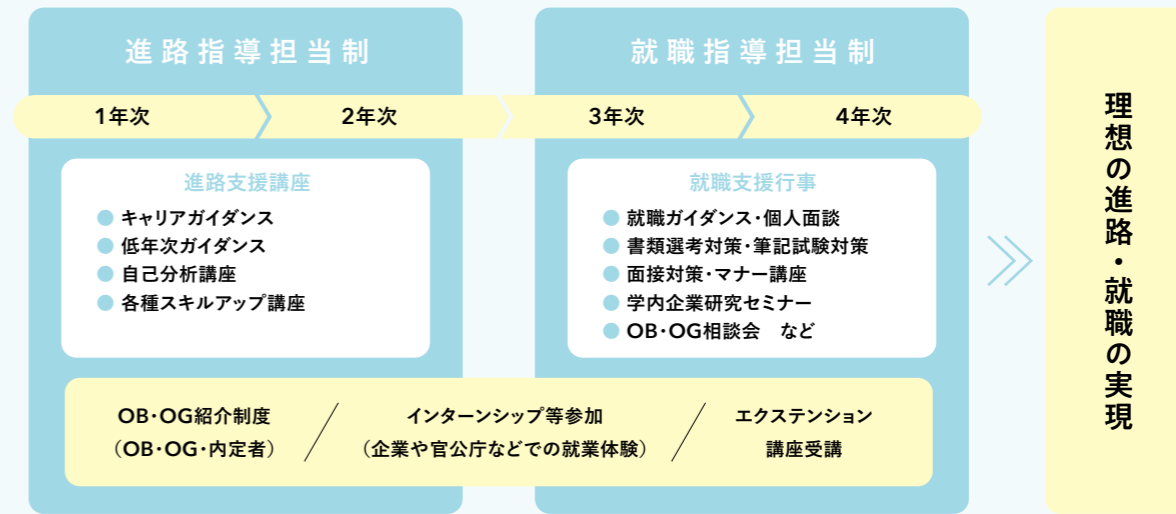 進路指導担当制
就職指導担当制
1年次
2年次
3年次
4年次
進路支援講座
● キャリアガイダンス
● 低年次ガイダンス
● 自己分析講座
● 各種スキルアップ講座
就職支援行事
● 就職ガイダンス・個人面談
● 書類選考対策・筆記試験対策
● 面接対策・マナー講座
● 学内企業研究セミナー
● OB・OG相談会　など
OB・OG紹介制度
（OB・OG・内定者）
インターンシップ等参加
（企業や官公庁などでの就業体験）
エクステンション
講座受講
理想の進路・就職の実現